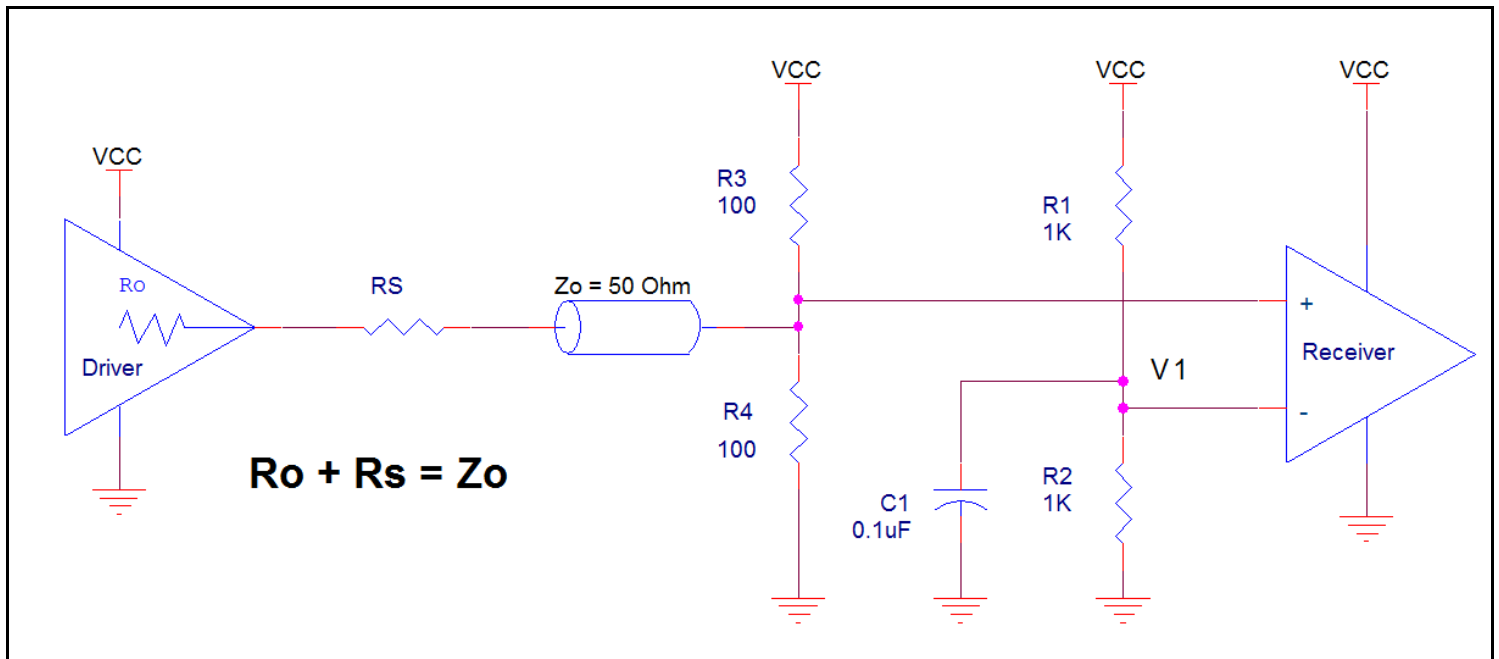 VCC
Ro
Driver
RS
Zo = 50 Ohm
Ro + Rs = Zo
VCC
R3
100
R4
100
VCC
R1
1K
V1
R2
1K
C1
0.1uF
VCC
+
Receiver
-